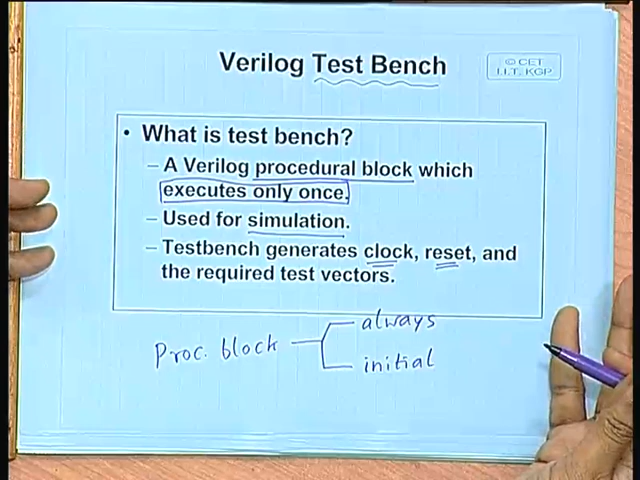 Verilog Test Bench
© CET
I.I.T. KGP
• What is test bench?
– A Verilog procedural block which
executes only once.
– Used for simulation.
– Testbench generates clock, reset, and
the required test vectors.
always
Proc. block
initial